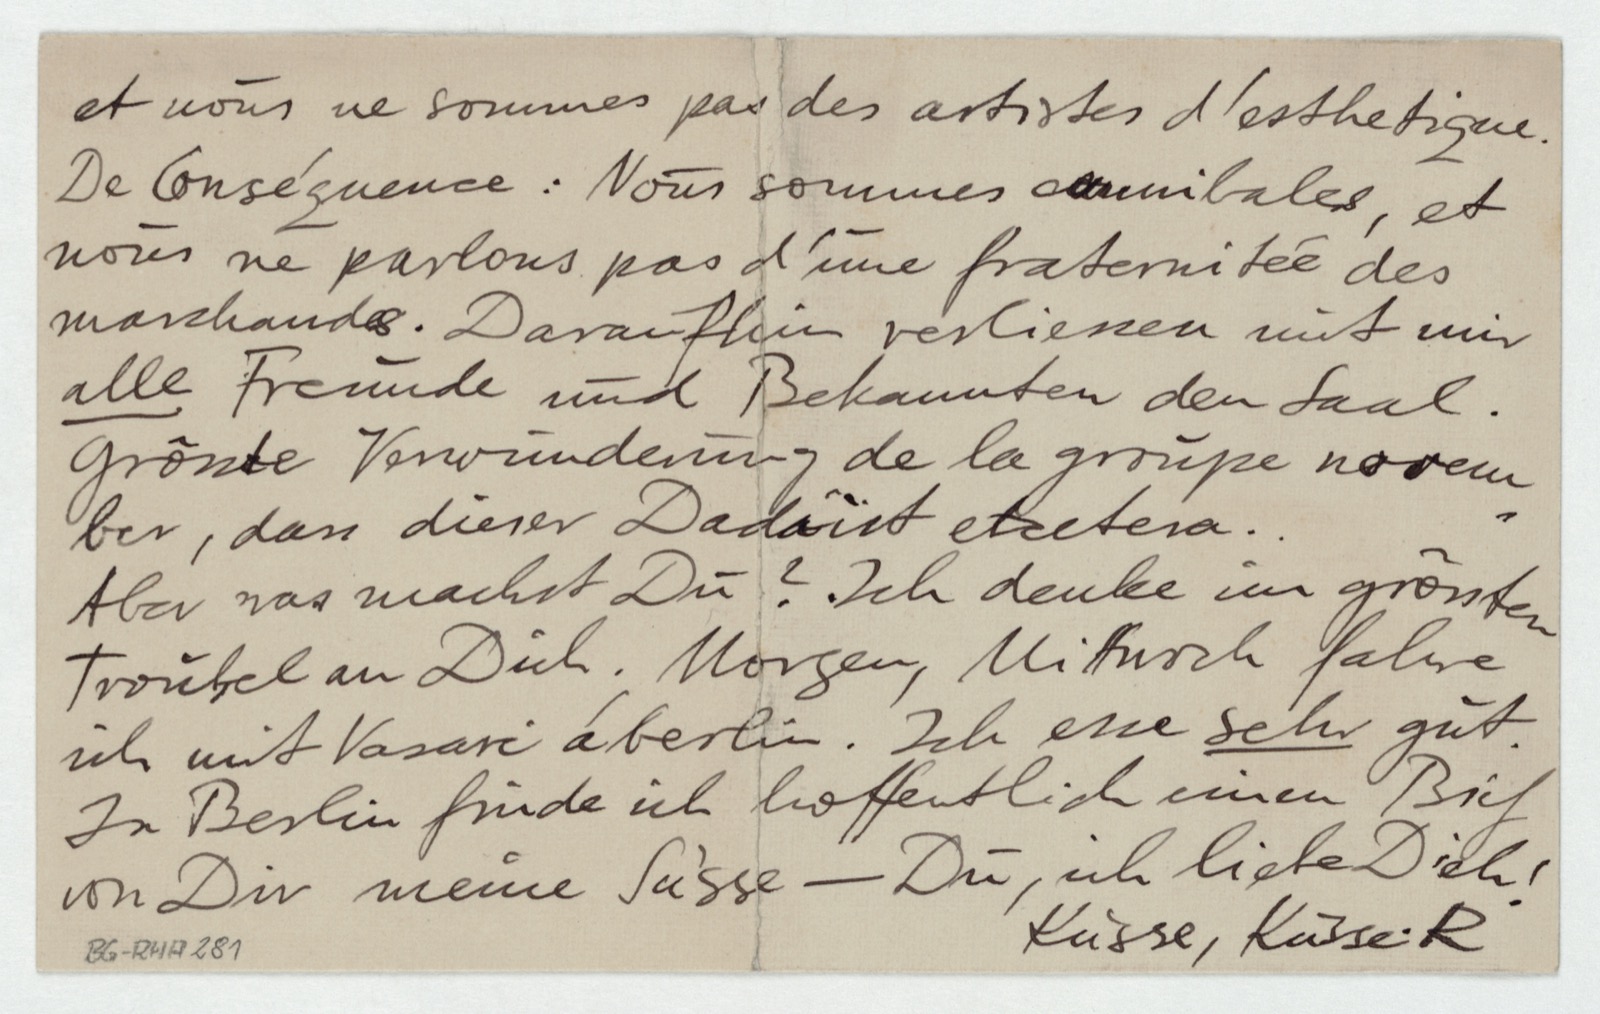 et nous ne sommes pas des artistes d'esthetique.
De Conséquence : Nous sommes cannibales, et
nous ne parlons pas d'une fraternitée des
marchands. Daraufhin verliessen mit mir
alle Freunde und Bekannten den Saal.
Grösste Verwunderung de la groupe novem
ber, dass dieser Dadaïst etcetera..
Aber was machst Du? Ich denke im grössten
Troubel an Dich. Morgen, Mittwoch fahre
ich mit Vasari á berlin. Ich esse sehr gut.
In Berlin finde ich hoffentlich einen Brief
von Dir meine Süsse — Du, ich liebe Dich!
Küsse, Küsse. R
BG-RHA 281